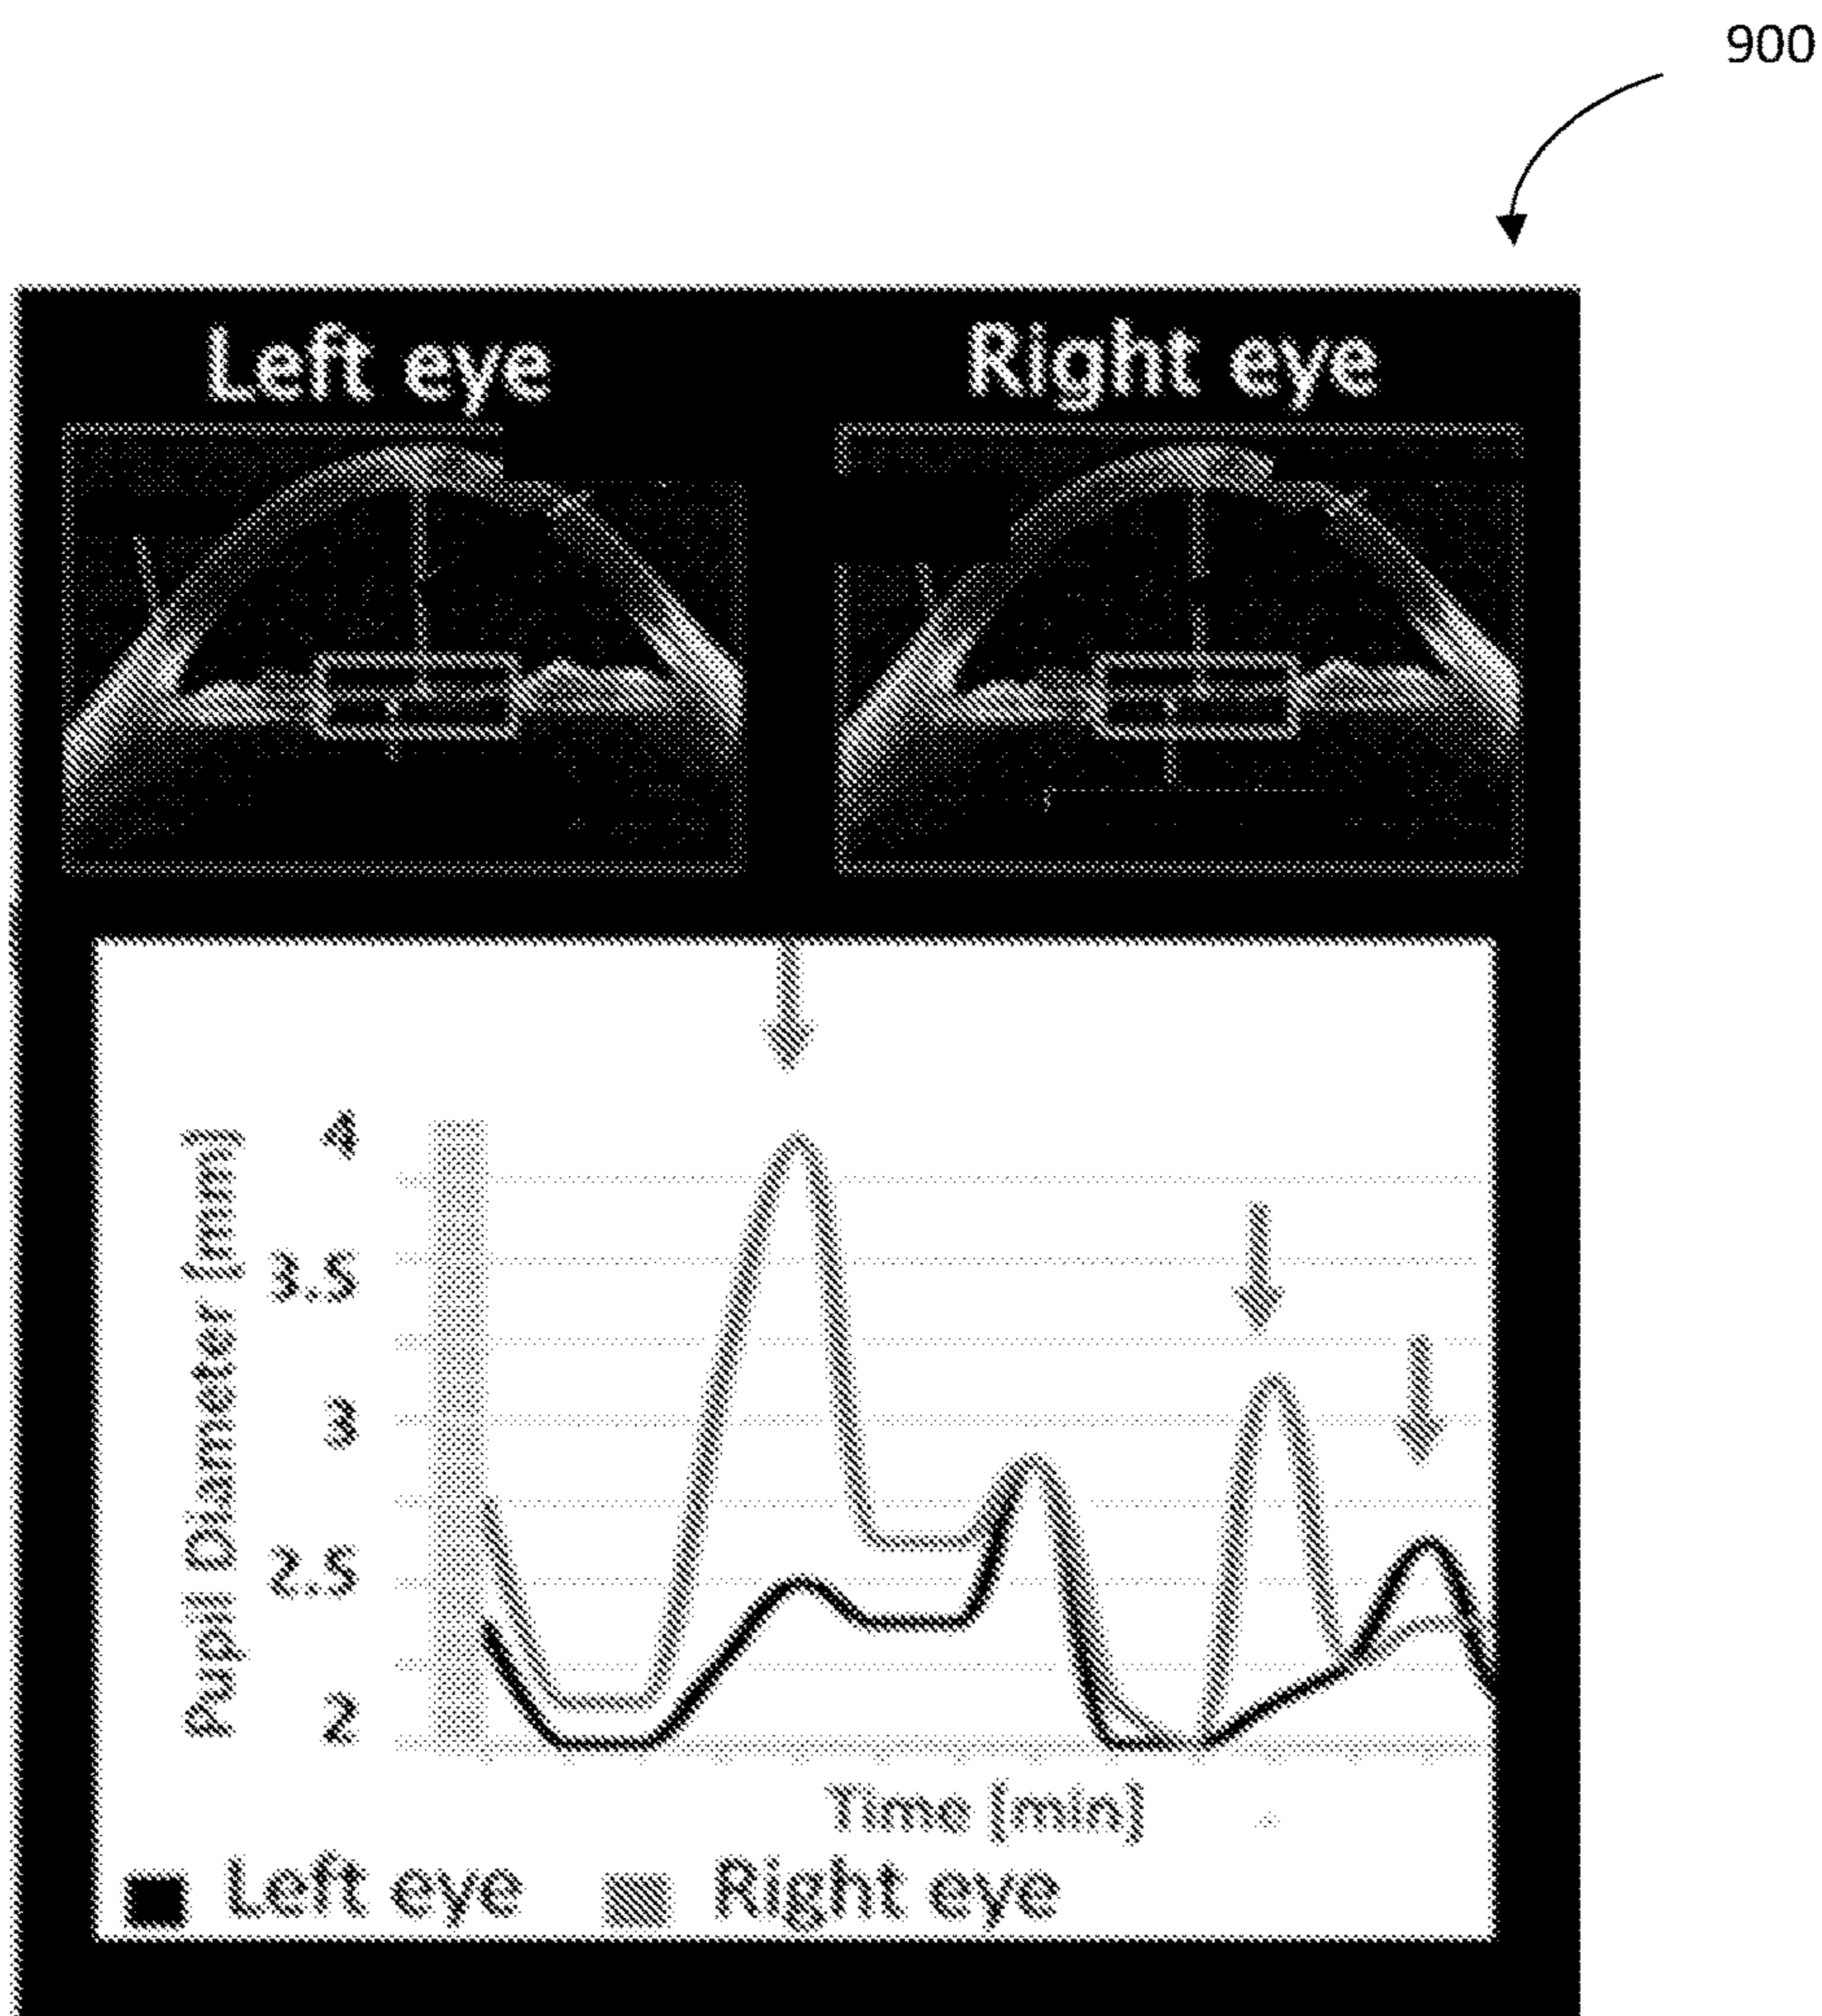 900
Left eye
Right eye
Pupil Diameter [mm]
4
3.5
3
2.5
2
Time [min]
Left eye
Right eye